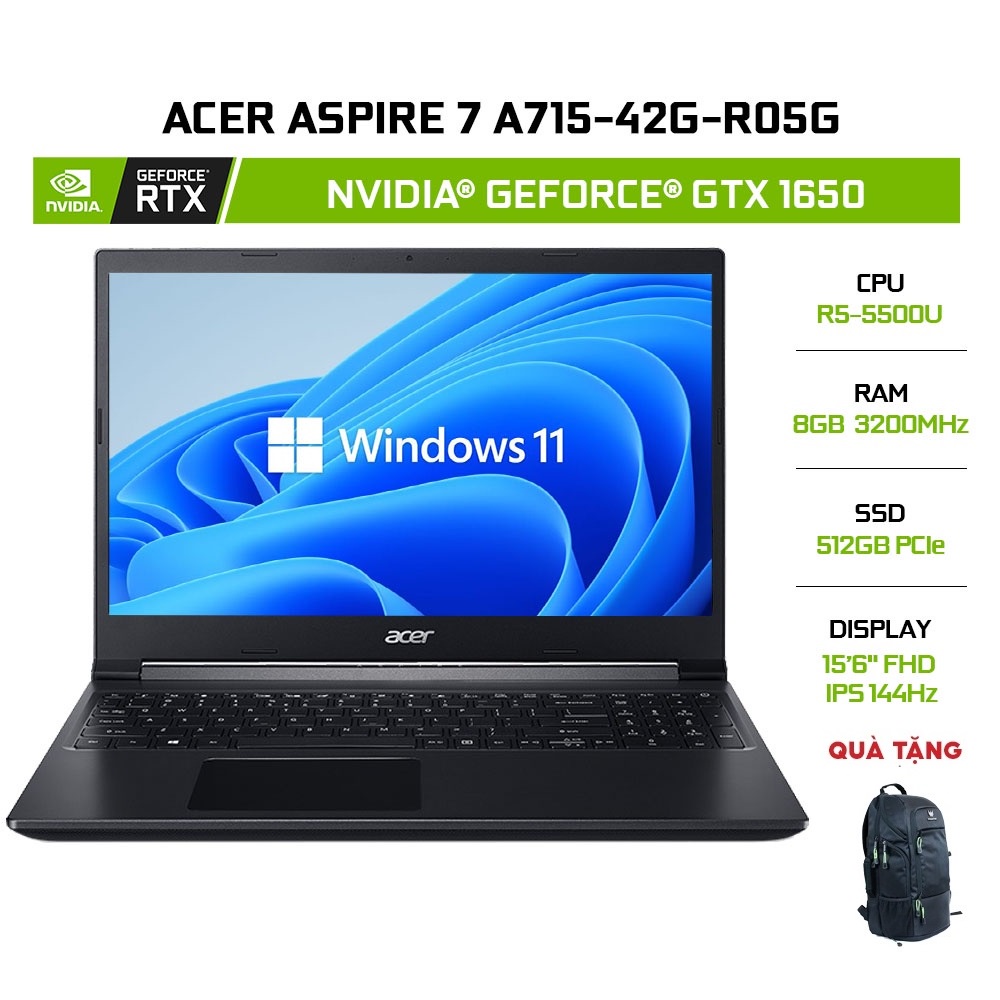 ACER ASPIRE 7 A715-42G-R05G
NVIDIA.
GEFORCE®
RTX
NVIDIA® GEFORCE® GTX 1650
Windows 11
acer
CPU
R5-5500U
RAM
8GB 3200MHz
SSD
512GB PCIe
DISPLAY
15'6" FHD
IPS 144Hz
QUÀ TẶNG